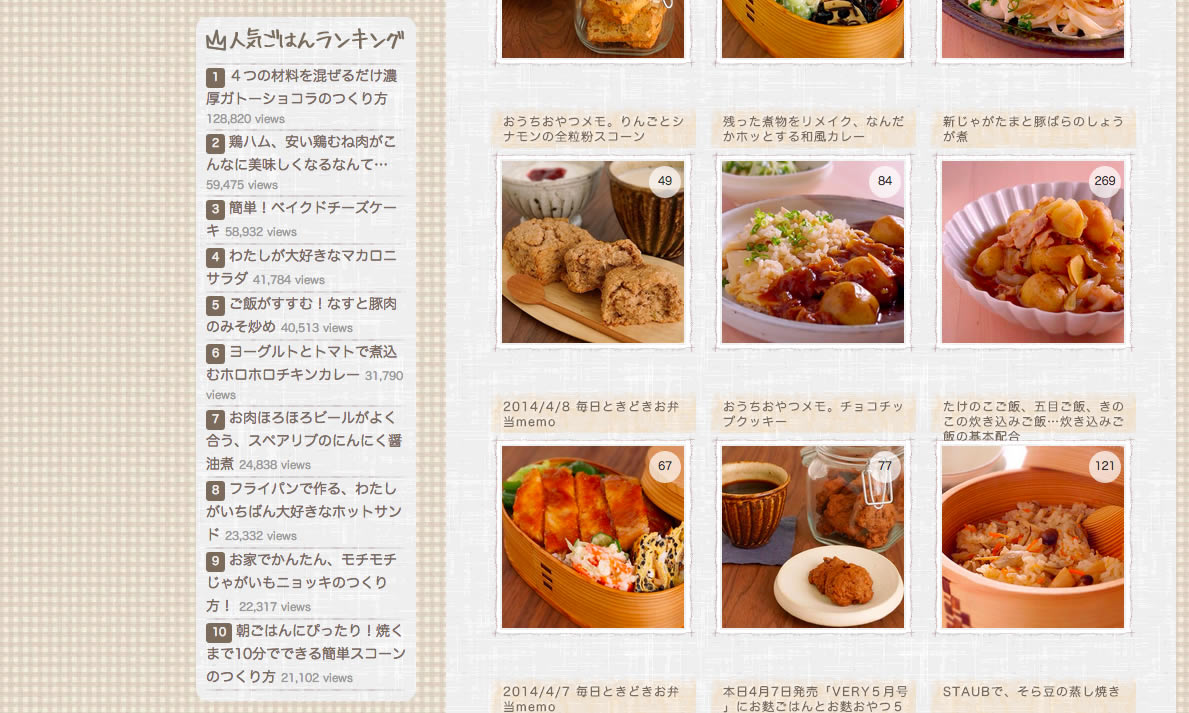 人気ごはんランキング
1 4つの材料を混ぜるだけ濃
厚ガトーショコラのつくり方
128,820 views
2 鶏ハム、安い鶏むね肉がこ
んなに美味しくなるなんて…
59,475 views
3 簡単！ベイクドチーズケー
キ 58,932 views
4 わたしが大好きなマカロニ
サラダ 41,784 views
5 ご飯がすすむ！なすと豚肉
のみそ炒め 40,513 views
6 ヨーグルトとトマトで煮込
むホロホロチキンカレー 31,790
views
7 お肉ほろほろビールがよく
合う、スペアリブのにんにく醤
油煮 24,838 views
8 フライパンで作る、わたし
がいちばん大好きなホットサン
ド 23,332 views
9 お家でかんたん、モチモチ
じゃがいもニョッキのつくり
方！ 22,317 views
10 朝ごはんにぴったり！焼く
まで10分でできる簡単スコーン
のつくり方 21,102 views
おうちおやつメモ。りんごとシ
ナモンの全粒粉スコーン
49
残った煮物をリメイク、なんだ
かホッとする和風カレー
84
新じゃがたまと豚ばらのしょう
が煮
269
2014/4/8 毎日ときどきお弁
当memo
67
おうちおやつメモ。チョコチッ
プクッキー
77
たけのこご飯、五目ご飯、きの
この炊き込みご飯…炊き込みご
飯の基本配合
121
2014/4/7 毎日ときどきお弁
当memo
本日4月7日発売「VERY５月号
」にお麩ごはんとお麩おやつ５
STAUBで、そら豆の蒸し焼き